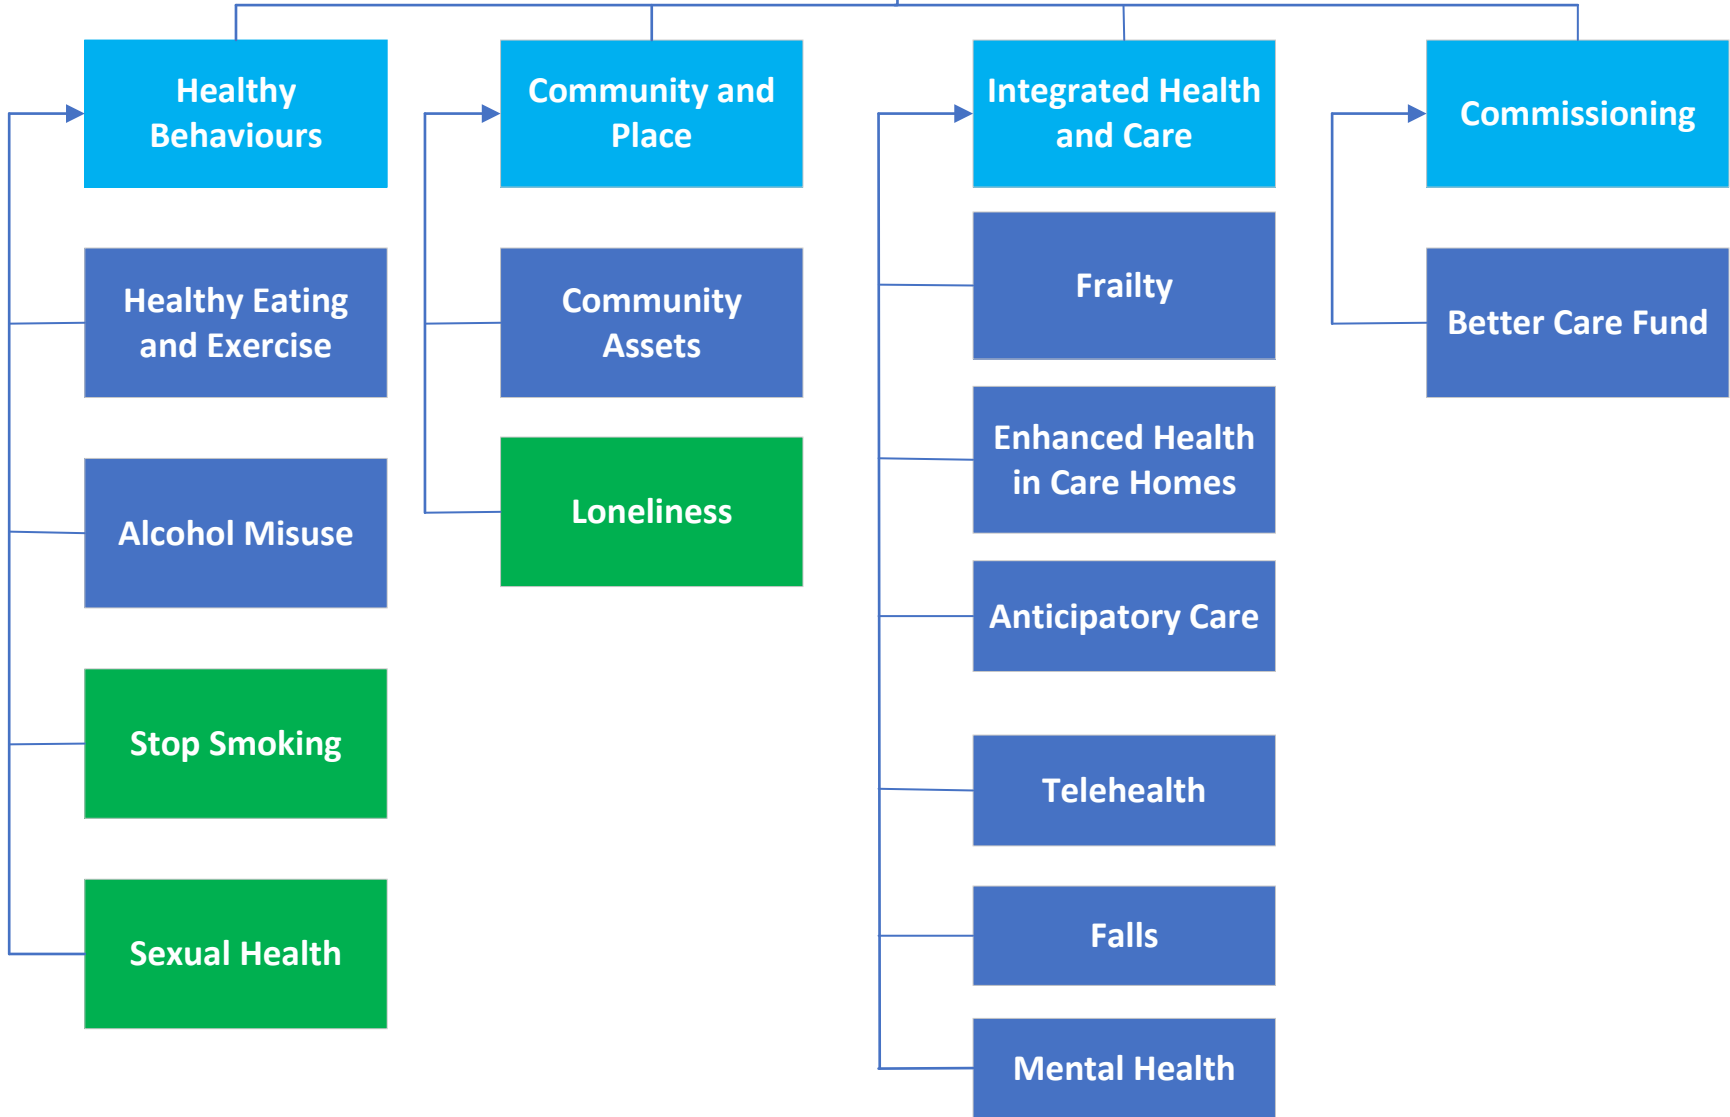 Healthy
Behaviours
Healthy Eating
and Exercise
Alcohol Misuse
Stop Smoking
Sexual Health
Community and
Place
Community
Assets
Loneliness
Integrated Health
and Care
Frailty
Enhanced Health
in Care Homes
Anticipatory Care
Telehealth
Falls
Mental Health
Commissioning
Better Care Fund